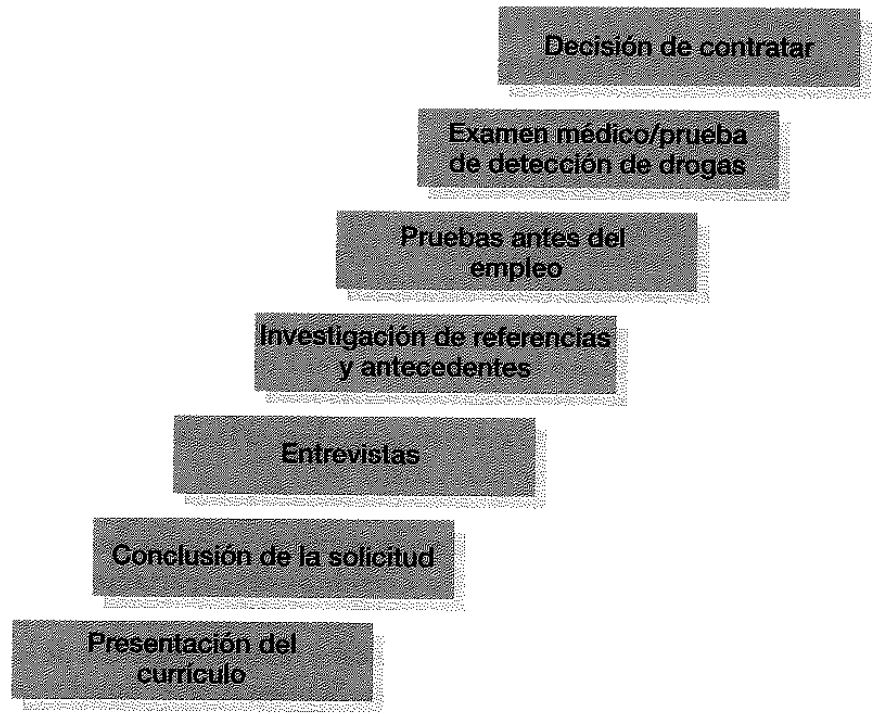 Decisión de contratar
Examen médico/prueba
de detección de drogas
Pruebas antes del
empleo
Investigación de referencias
y antecedentes
Entrevistas
Conclusión de la solicitud
Presentación del
currículo